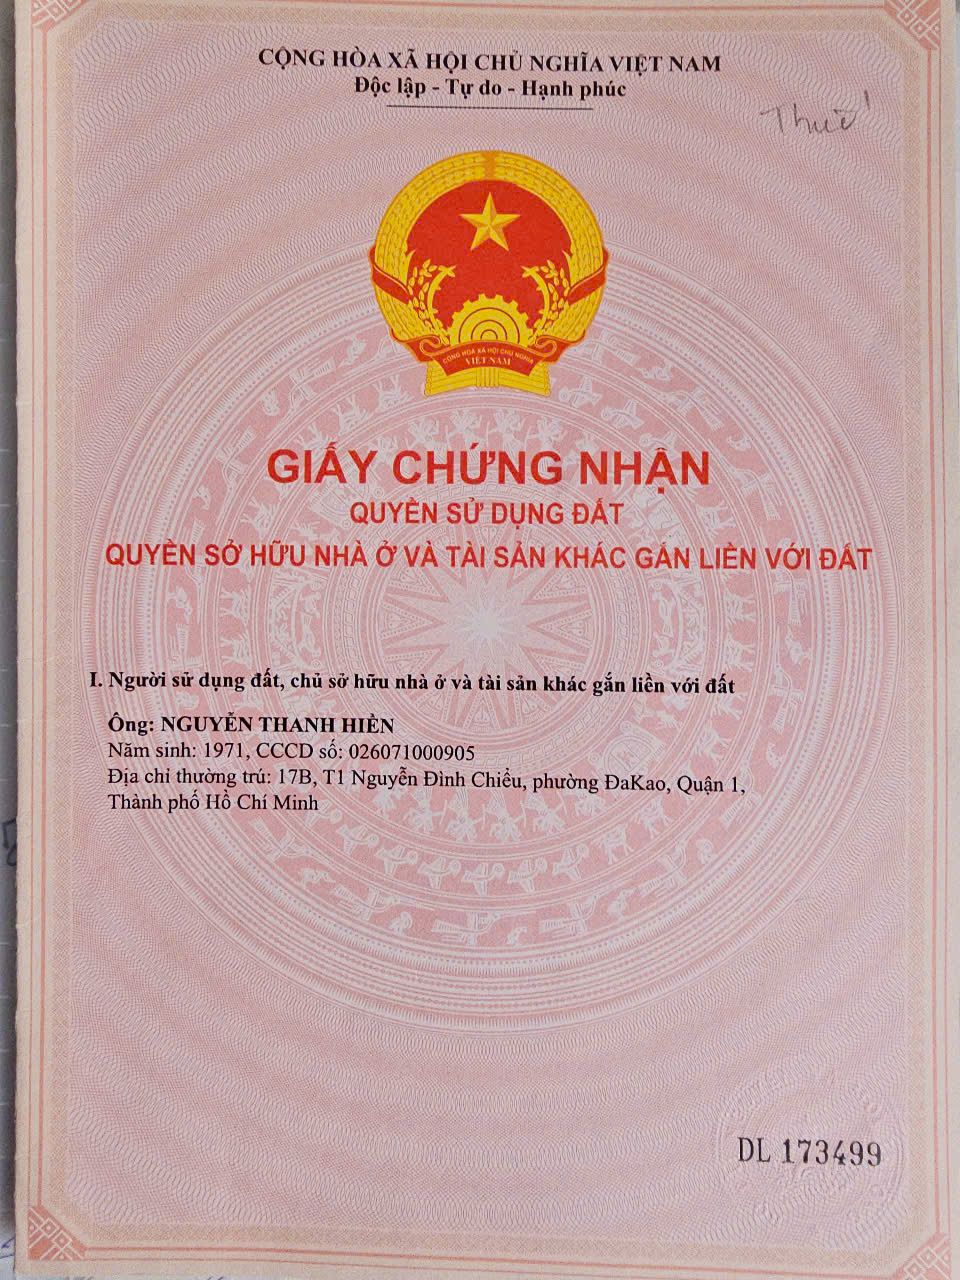 CỘNG HÒA XÃ HỘI CHỦ NGHĨA VIỆT NAM
Độc lập - Tự do - Hạnh phúc
Thuế
CỘNG HÒA XÃ HỘI CHỦ NGHĨA
VIỆT NAM
GIẤY CHỨNG NHẬN
QUYỀN SỬ DỤNG ĐẤT
QUYỀN SỞ HỮU NHÀ Ở VÀ TÀI SẢN KHÁC GẮN LIỀN VỚI ĐẤT
I. Người sử dụng đất, chủ sở hữu nhà ở và tài sản khác gắn liền với đất
Ông: NGUYỄN THANH HIỀN
Năm sinh: 1971, CCCD số: 026071000905
Địa chỉ thường trú: 17B, T1 Nguyễn Đình Chiểu, phường ĐaKao, Quận 1,
Thành phố Hồ Chí Minh
DL 173499